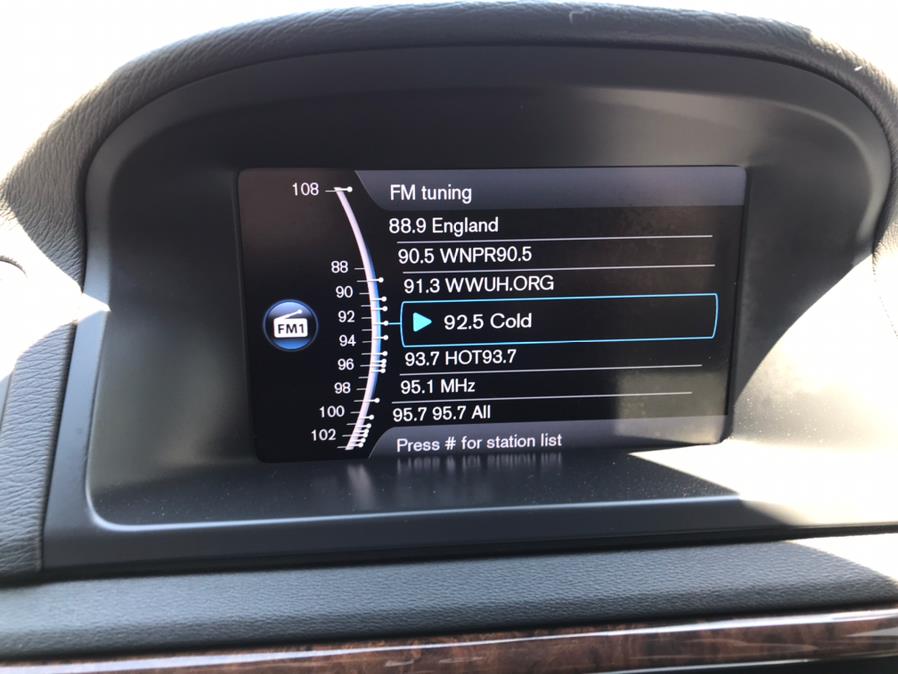 108
88
90
92
94
96
98
100
102
FM1
FM tuning
88.9 England
90.5 WNPR90.5
91.3 WWUH.ORG
92.5 Cold
93.7 HOT93.7
95.1 MHz
95.7 95.7 All
Press # for station list